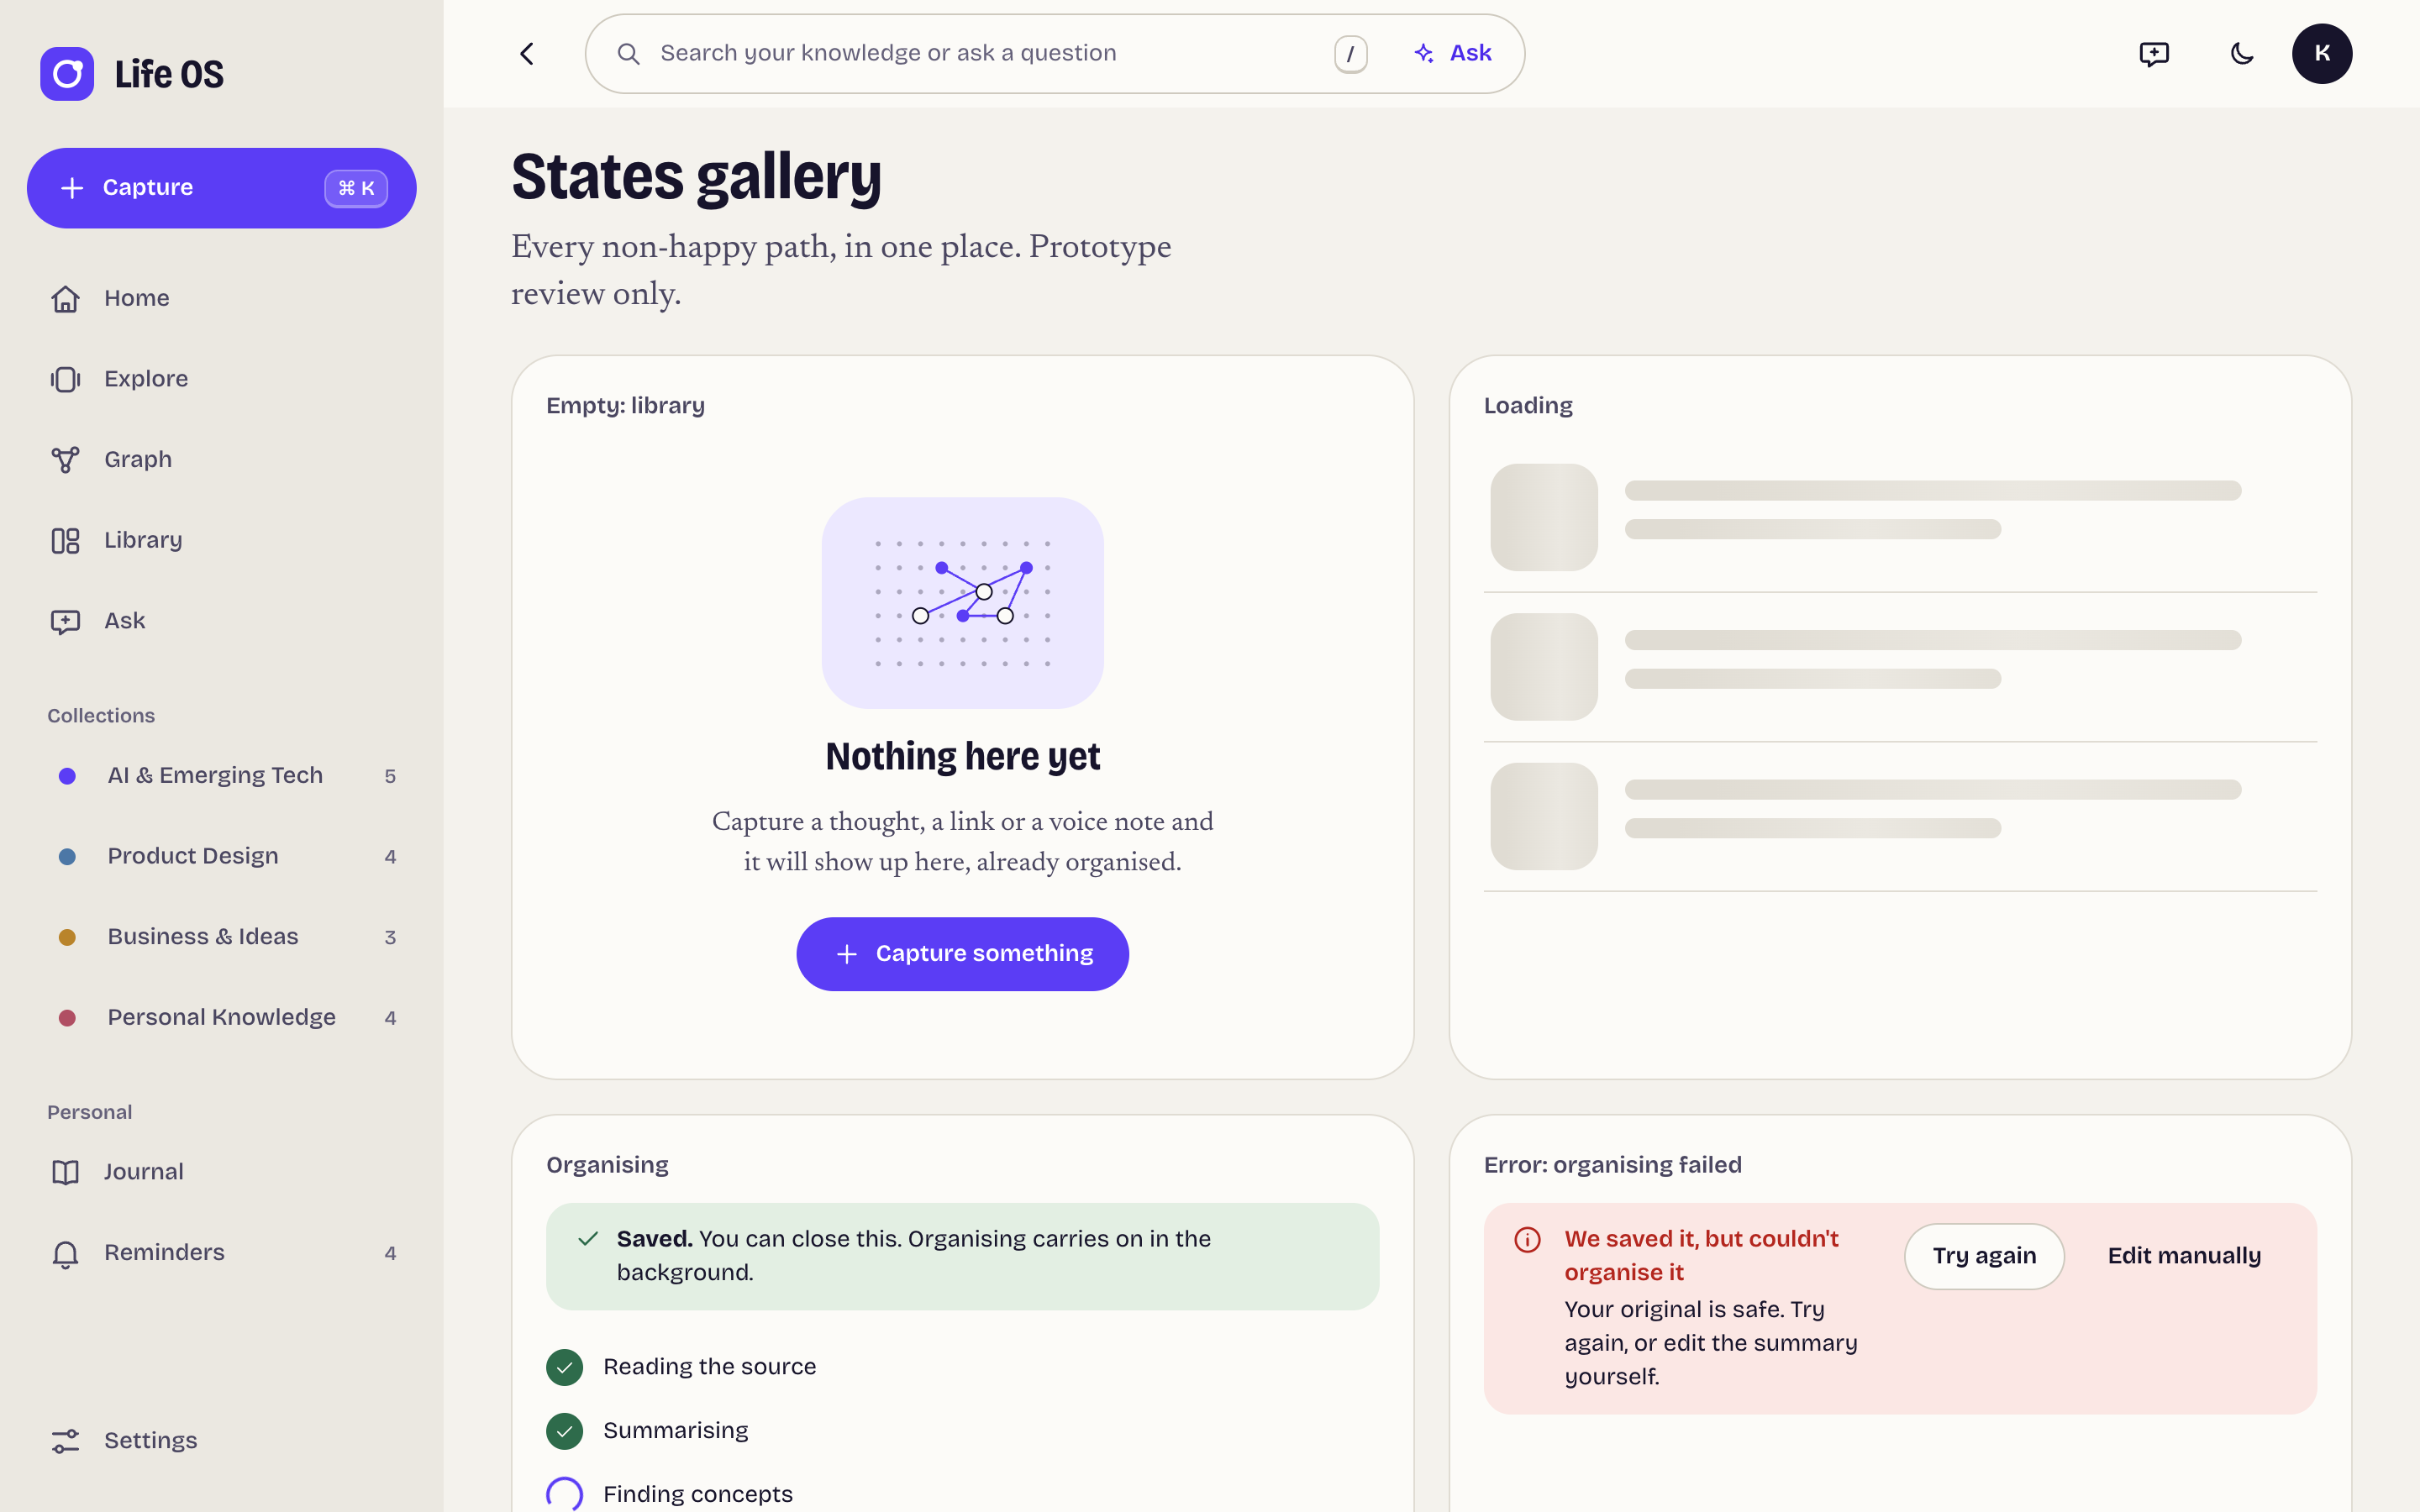 Life OS
Capture
⌘ K
Home
Explore
Graph
Library
Ask
Collections
AI & Emerging Tech 5
Product Design 4
Business & Ideas 3
Personal Knowledge 4
Personal
Journal
Reminders 4
Settings
Search your knowledge or ask a question
/
Ask
K
States gallery
Every non-happy path, in one place. Prototype
review only.
Empty: library
Nothing here yet
Capture a thought, a link or a voice note and
it will show up here, already organised.
Capture something
Loading
Organising
Saved. You can close this. Organising carries on in the
background.
Reading the source
Summarising
Finding concepts
Error: organising failed
We saved it, but couldn't
organise it
Your original is safe. Try
again, or edit the summary
yourself.
Try again
Edit manually